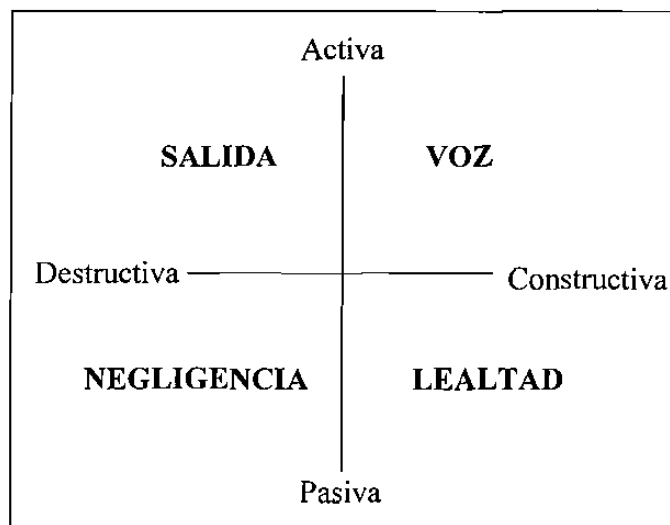 Activa
SALIDA VOZ
Destructiva Constructiva
NEGLIGENCIA LEALTAD
Pasiva